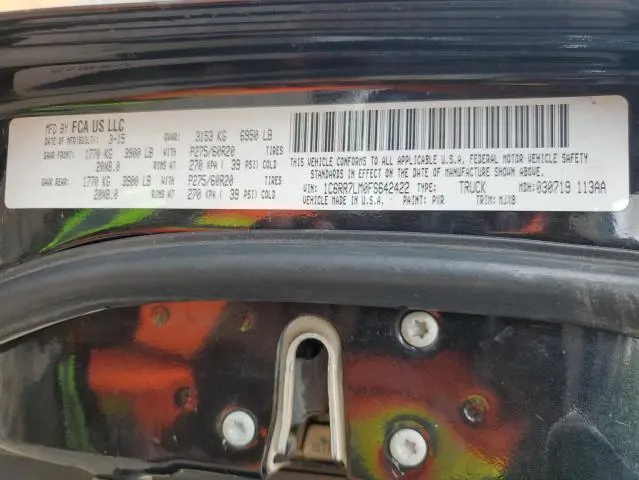 MFD BY FCA US LLC
DATE OF MFR(BUILT): 3-15 GVWR: 3153 KG 6950 LB
GAWR FRONT: 1770 KG 3900 LB WITH P275/60R20 TIRES
20X8.0 RIMS AT 270 KPA ( 39 PSI) COLD
GAWR REAR: 1770 KG 3900 LB WITH P275/60R20 TIRES
20X8.0 RIMS AT 270 KPA ( 39 PSI) COLD
THIS VEHICLE CONFORMS TO ALL APPLICABLE U.S.A. FEDERAL MOTOR VEHICLE SAFETY
STANDARDS IN EFFECT ON THE DATE OF MANUFACTURE SHOWN ABOVE.
VIN: 1C6RR7LM0FS642422 TYPE: TRUCK MDH:030719 113AA
VEHICLE MADE IN U.S.A. PAINT: PXR TRIM: MJXB